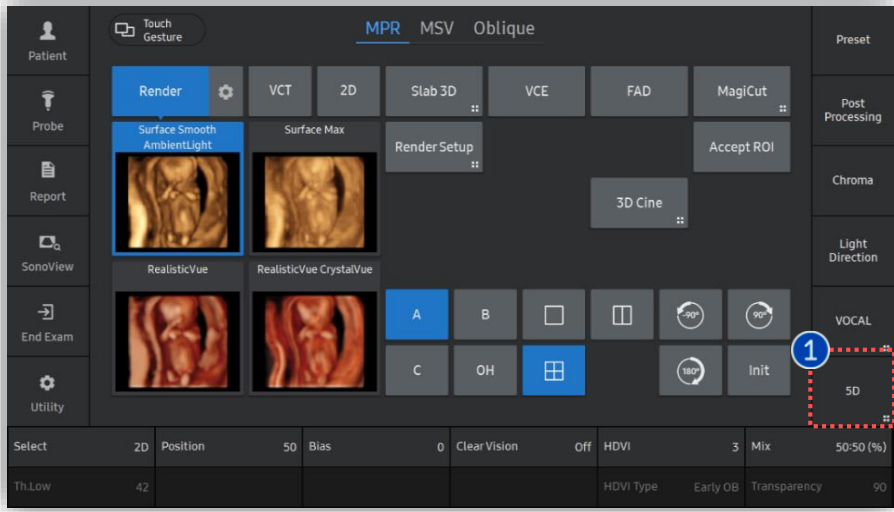 Patient
Probe
Report
SonoView
End Exam
Utility
Touch
Gesture
MPR MSV Oblique
Render VCT 2D Slab 3D VCE FAD MagiCut
Surface Smooth
AmbientLight
Surface Max
Render Setup
Accept ROI
3D Cine
RealisticVue
RealisticVue CrystalVue
A B -90° 90°
C OH 180° Init
Preset
Post
Processing
Chroma
Light
Direction
VOCAL
1
5D
Select 2D Position 50 Bias 0 Clear Vision Off HDVI 3 Mix 50:50 (%)
Th.Low 42 HDVI Type Early OB Transparency 90